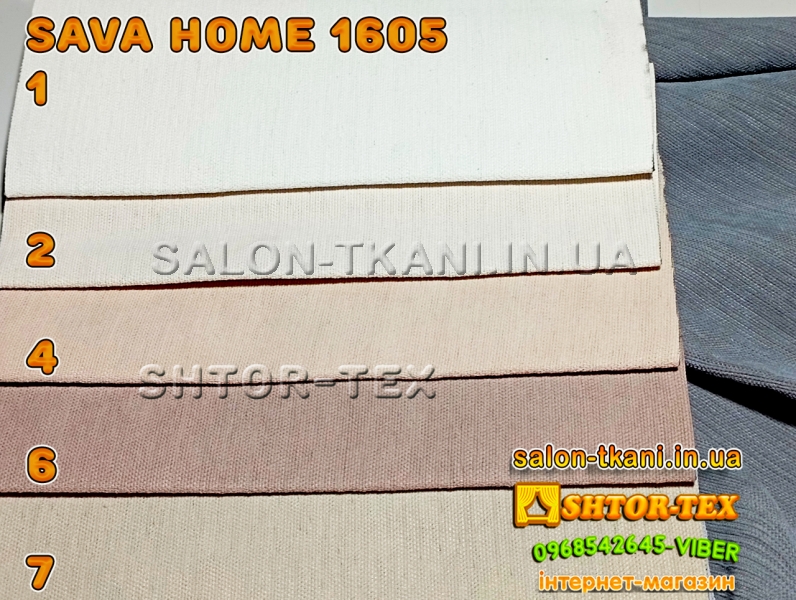 SAVA HOME 1605
1
2
SALON-TKANI.IN.UA
4
SHTOR-TEX
6
salon-tkani.in.ua
SHTOR-TEX
0968542645-VIBER
7
інтернет-магазин